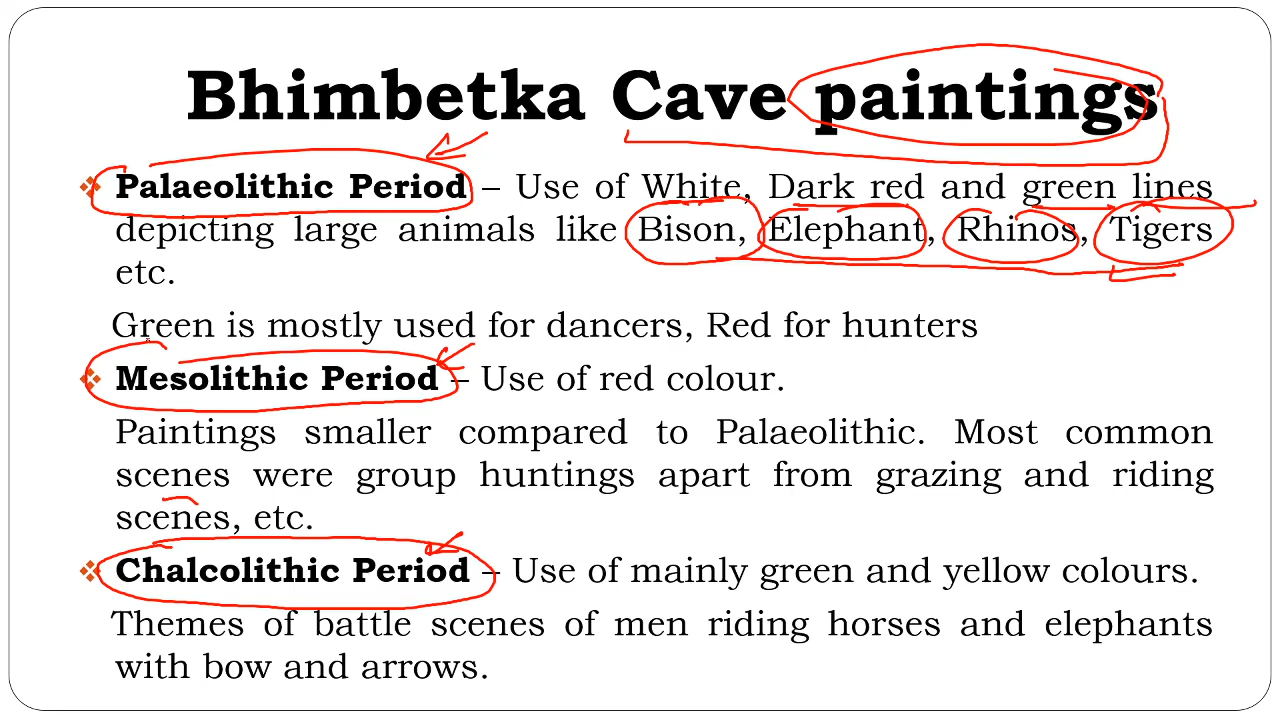 Bhimbetka Cave paintings
Palaeolithic Period – Use of White, Dark red and green lines
depicting large animals like Bison, Elephant, Rhinos, Tigers
etc.
Green is mostly used for dancers, Red for hunters
Mesolithic Period – Use of red colour.
Paintings smaller compared to Palaeolithic. Most common
scenes were group huntings apart from grazing and riding
scenes, etc.
Chalcolithic Period – Use of mainly green and yellow colours.
Themes of battle scenes of men riding horses and elephants
with bow and arrows.